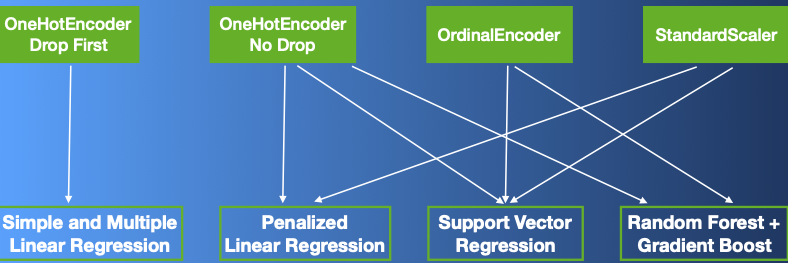 OneHotEncoder
Drop First
OneHotEncoder
No Drop
OrdinalEncoder
StandardScaler
Simple and Multiple
Linear Regression
Penalized
Linear Regression
Support Vector
Regression
Random Forest +
Gradient Boost